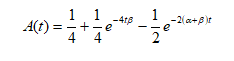 A(t) = 1/4 + 1/4 e^{-4tβ} - 1/2 e^{-2(α+β)t}